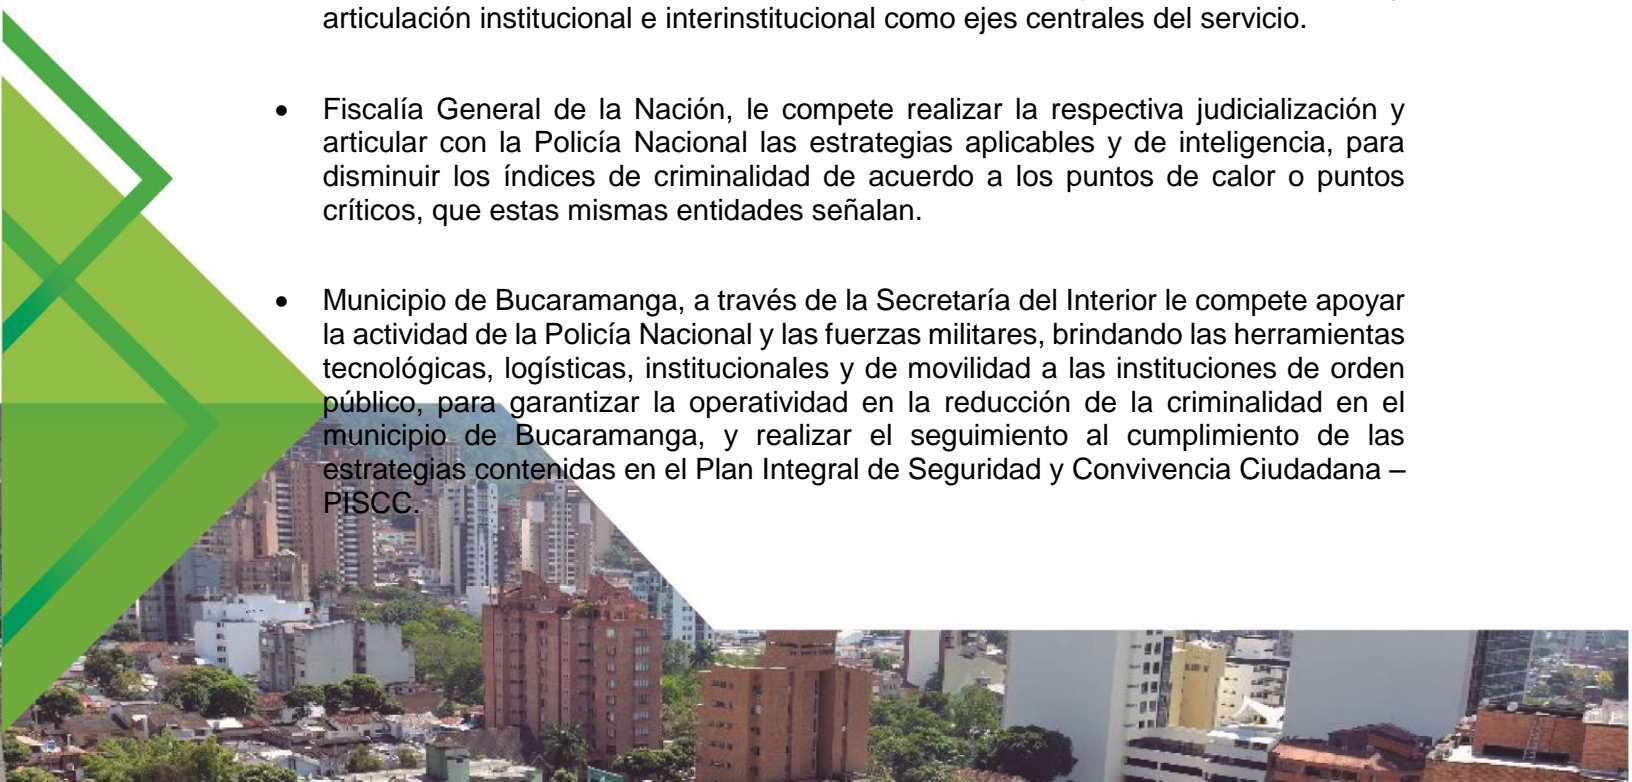 articulación institucional e interinstitucional como ejes centrales del servicio.
• Fiscalía General de la Nación, le compete realizar la respectiva judicialización y
articular con la Policía Nacional las estrategias aplicables y de inteligencia, para
disminuir los índices de criminalidad de acuerdo a los puntos de calor o puntos
críticos, que estas mismas entidades señalan.
• Municipio de Bucaramanga, a través de la Secretaría del Interior le compete apoyar
la actividad de la Policía Nacional y las fuerzas militares, brindando las herramientas
tecnológicas, logísticas, institucionales y de movilidad a las instituciones de orden
público, para garantizar la operatividad en la reducción de la criminalidad en el
municipio de Bucaramanga, y realizar el seguimiento al cumplimiento de las
estrategias contenidas en el Plan Integral de Seguridad y Convivencia Ciudadana –
PISCC.